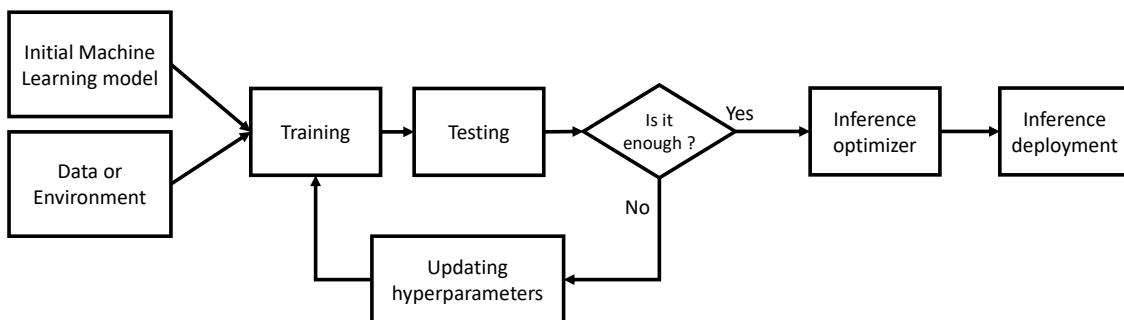 Initial Machine
Learning model
Data or
Environment
Training
Testing
Is it
enough ?
Yes
No
Updating
hyperparameters
Inference
optimizer
Inference
deployment